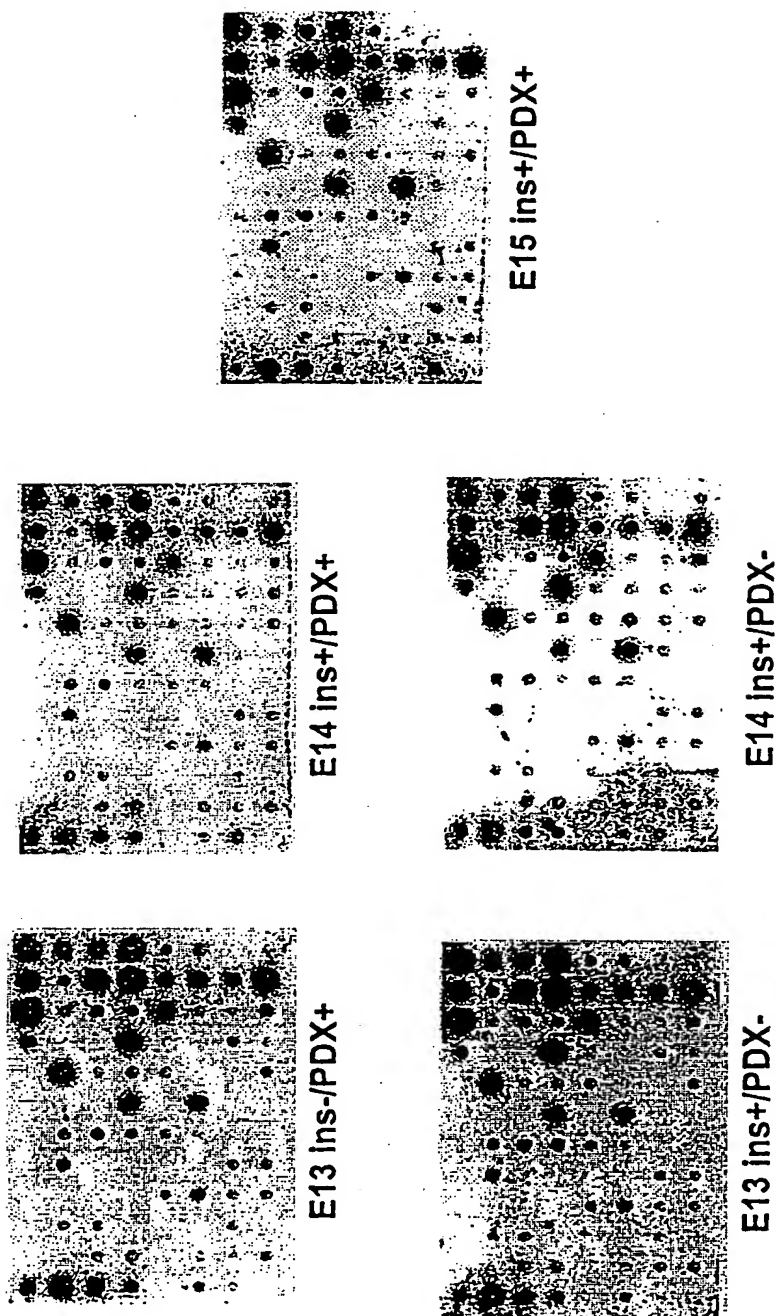 E15 ins+/PDX+
E14 ins+/PDX+
E14 ins+/PDX-
E13 ins-/PDX+
E13 ins+/PDX-